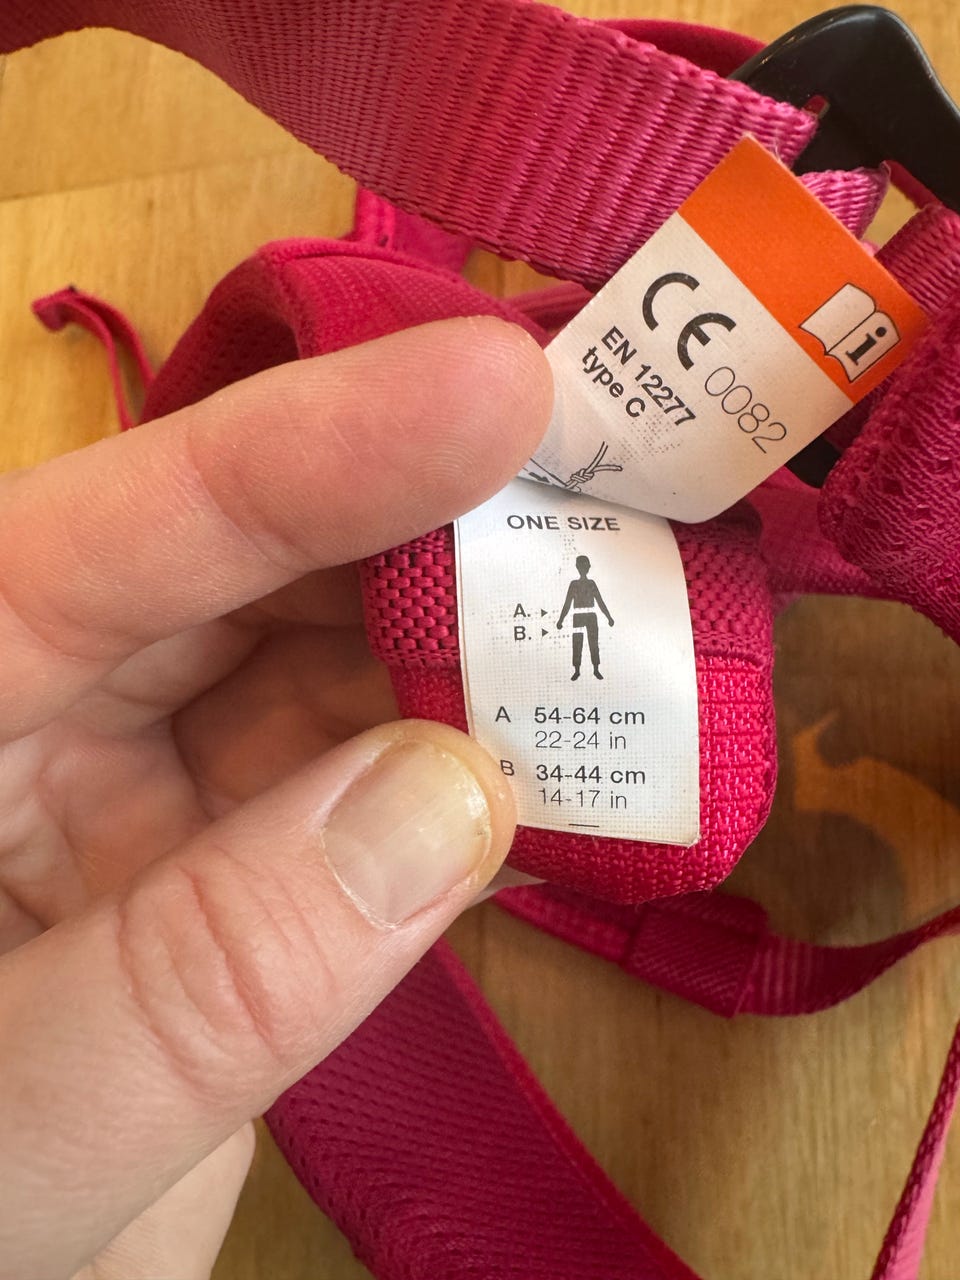 i
CE 0082
EN 12277
type C
ONE SIZE
A.
B.
A 54-64 cm
22-24 in
B 34-44 cm
14-17 in